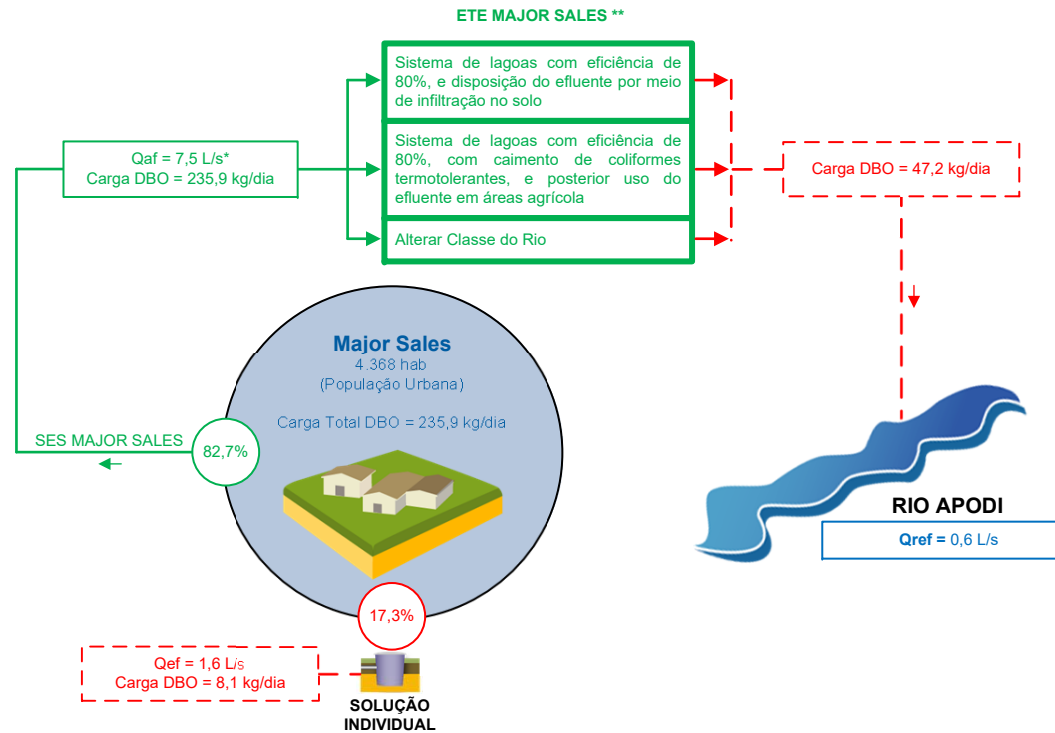 ETE MAJOR SALES **
Sistema de lagoas com eficiência de
80%, e disposição do efluente por meio
de infiltração no solo
Sistema de lagoas com eficiência de
80%, com caimento de coliformes
termotolerantes, e posterior uso do
efluente em áreas agrícola
Alterar Classe do Rio
Qaf = 7,5 L/s*
Carga DBO = 235,9 kg/dia
Carga DBO = 47,2 kg/dia
Major Sales
4.368 hab
(População Urbana)
Carga Total DBO = 235,9 kg/dia
SES MAJOR SALES
82,7%
RIO APODI
Qref = 0,6 L/s
17,3%
Qef = 1,6 L/s
Carga DBO = 8,1 kg/dia
SOLUÇÃO
INDIVIDUAL